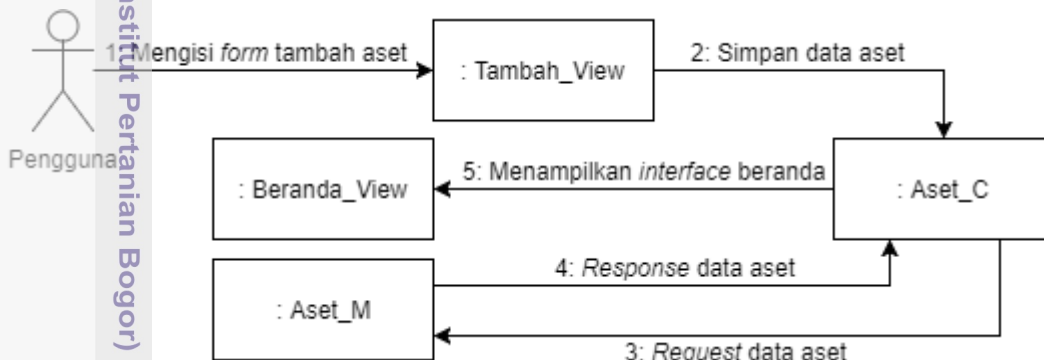 1: Mengisi form tambah aset
: Tambah_View
2: Simpan data aset
Pengguna
: Beranda_View
5: Menampilkan interface beranda
: Aset_C
4: Response data aset
: Aset_M
3: Request data aset
Pertanian Bogor)